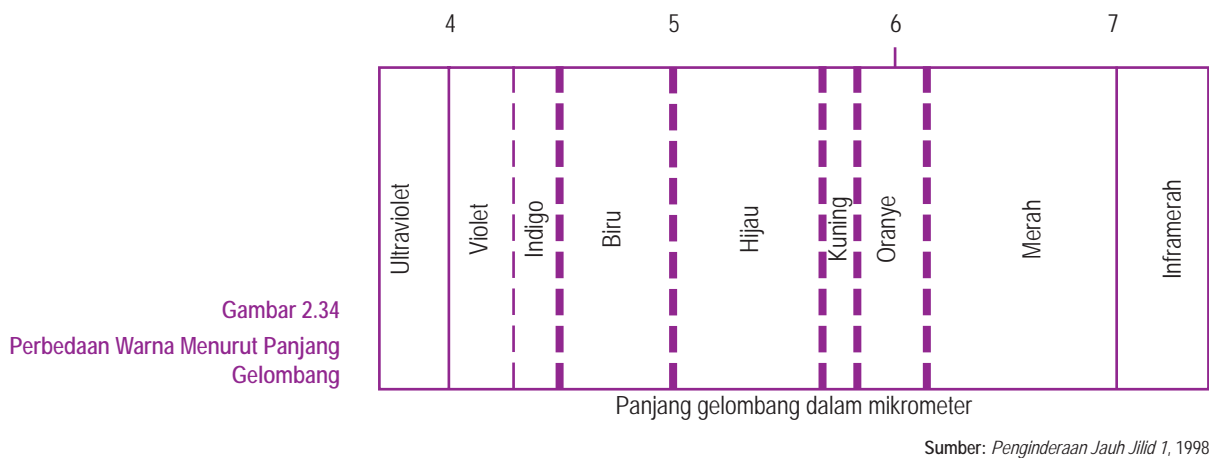 4 5 6 7
Ultraviolet
Violet
Indigo
Biru
Hijau
Kuning
Oranye
Merah
Inframerah
Gambar 2.34
Perbedaan Warna Menurut Panjang
Gelombang
Panjang gelombang dalam mikrometer
Sumber: Penginderaan Jauh Jilid 1, 1998